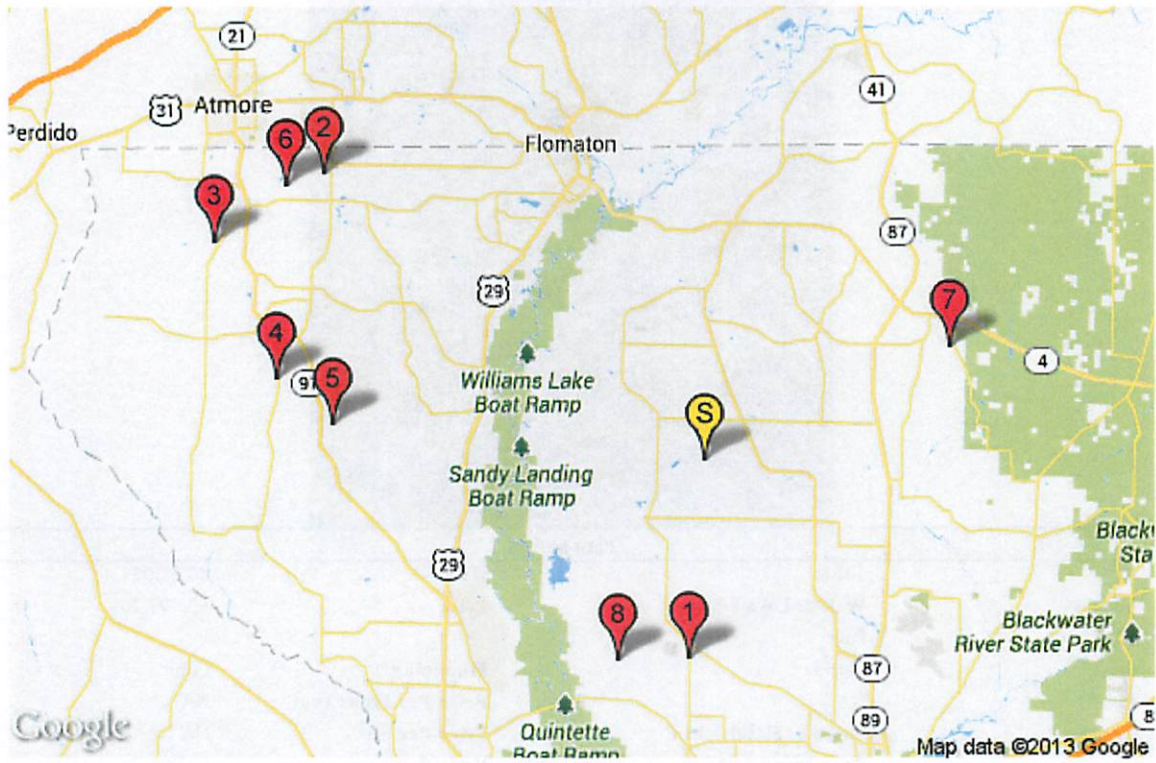 21
41
31
Atmore
Perdido
6
2
Flomaton
3
87
29
7
4
4
97
5
Williams Lake
Boat Ramp
S
Sandy Landing
Boat Ramp
29
8
1
Blackwater
River State Park
87
89
Google
Quintette
Boat Ramp
Map data ©2013 Google